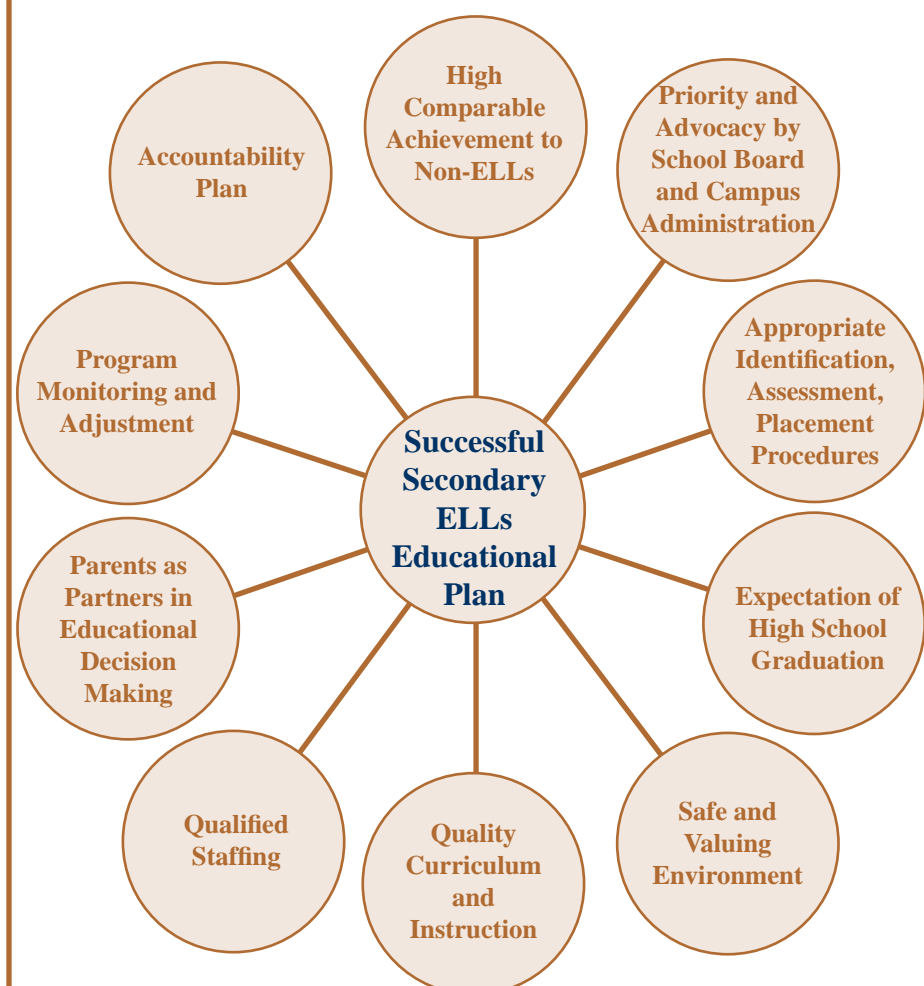 High
Comparable
Achievement to
Non-ELLs
Priority and
Advocacy by
School Board
and Campus
Administration
Appropriate
Identification,
Assessment,
Placement
Procedures
Expectation of
High School
Graduation
Safe and
Valuing
Environment
Quality
Curriculum
and
Instruction
Qualified
Staffing
Parents as
Partners in
Educational
Decision
Making
Program
Monitoring and
Adjustment
Accountability
Plan
Successful
Secondary
ELLs
Educational
Plan